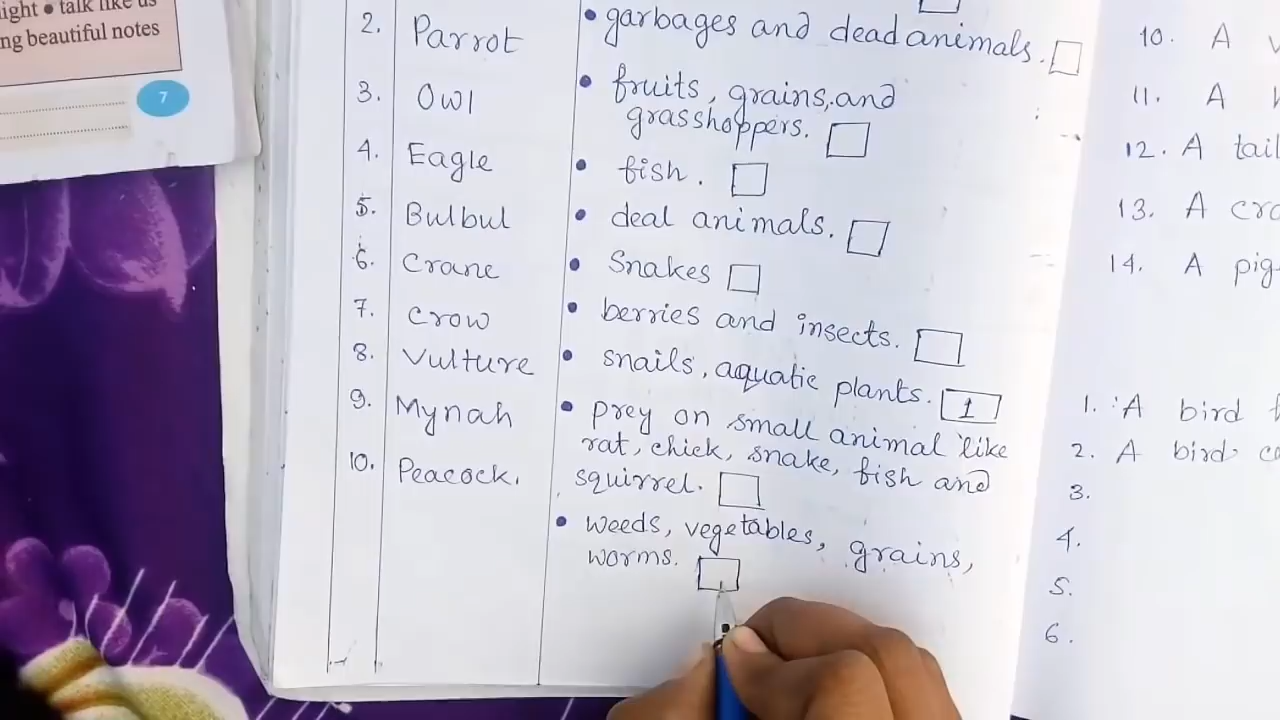 ight • talk like us
ng beautiful notes
7
2. Parrot
3. Owl
4. Eagle
5. Bulbul
6. Crane
7. Crow
8. Vulture
9. Mynah
10. Peacock.
• garbages and dead animals.
• fruits, grains, and
grasshoppers.
• fish.
• deal animals.
• Snakes
• berries and insects.
• snails, aquatic plants. 1
• prey on small animal like
rat, chick, snake, fish and
squirrel.
• weeds, vegetables, grains,
worms.
10. A
11. A
12. A tail
13. A cra
14. A pig
1. A bird
2. A bird
3.
4.
5.
6.